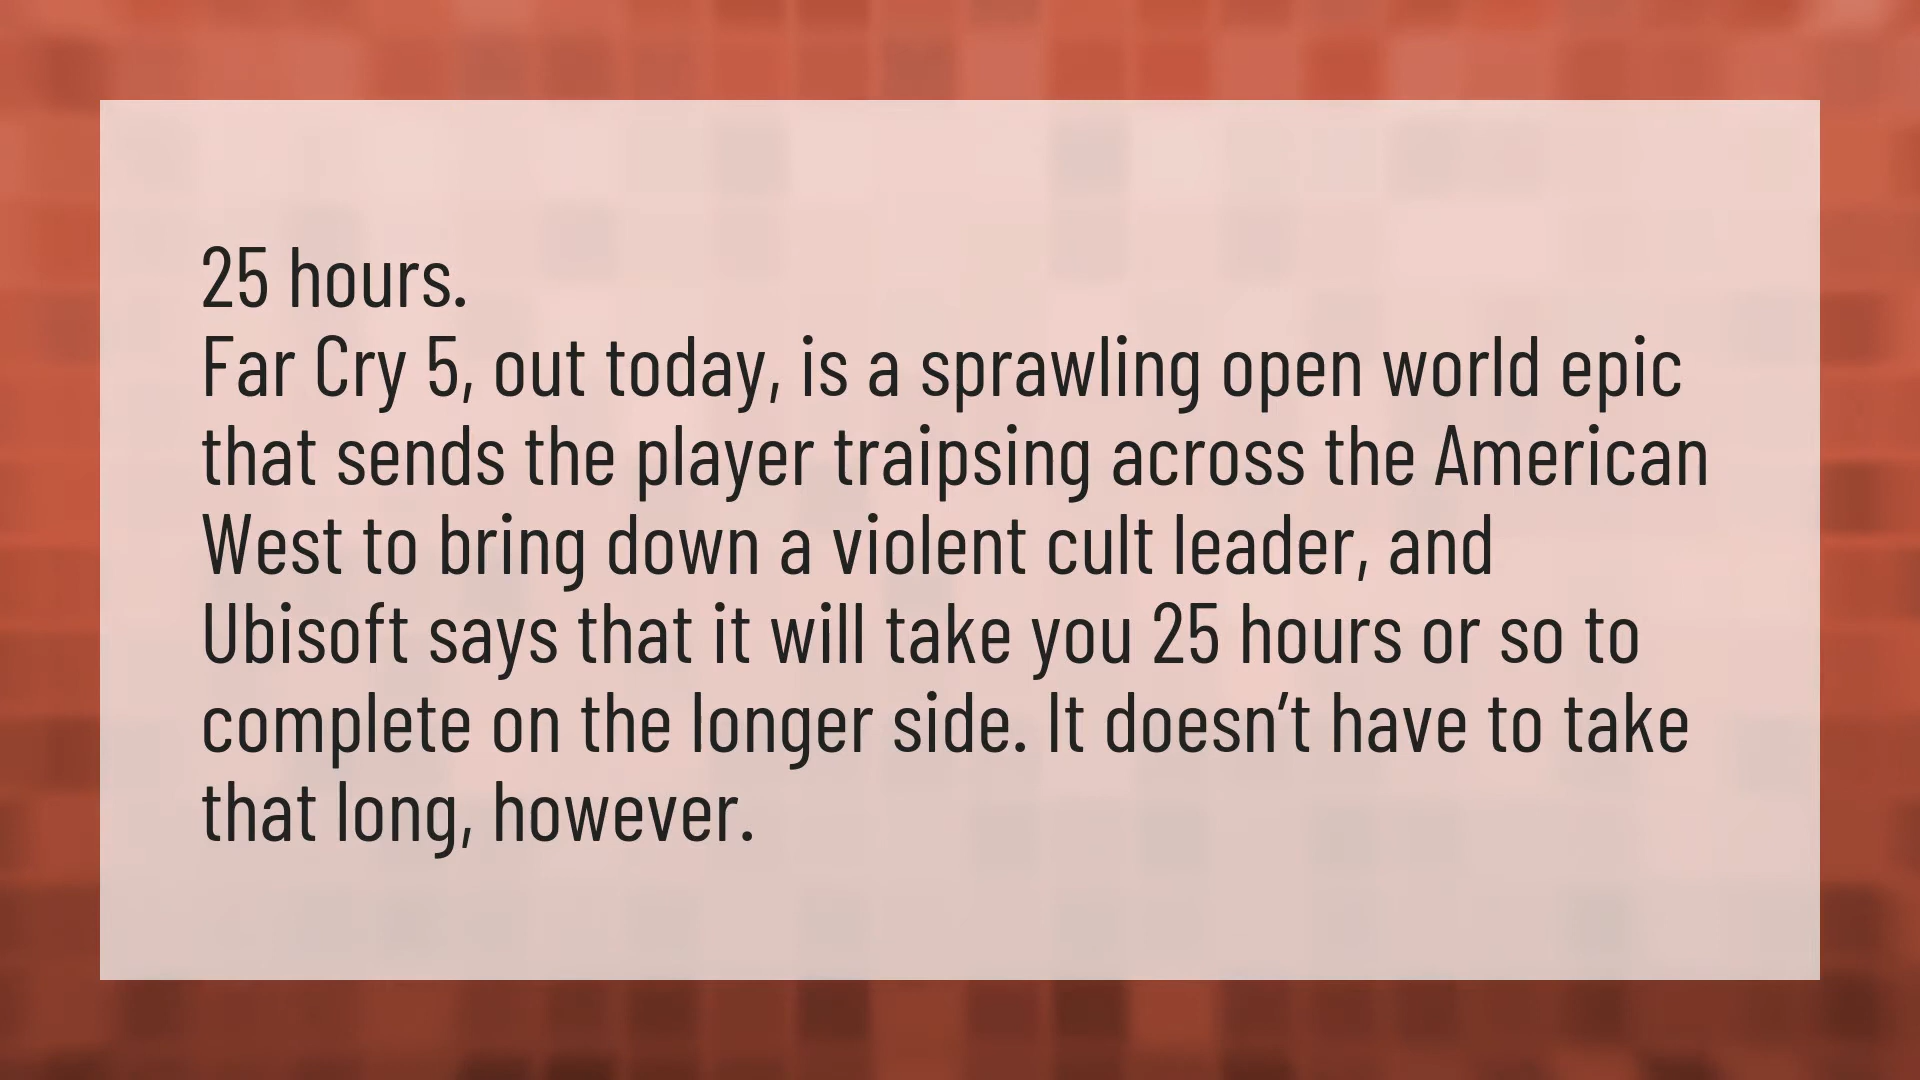 25 hours.
Far Cry 5, out today, is a sprawling open world epic
that sends the player traipsing across the American
West to bring down a violent cult leader, and
Ubisoft says that it will take you 25 hours or so to
complete on the longer side. It doesn’t have to take
that long, however.